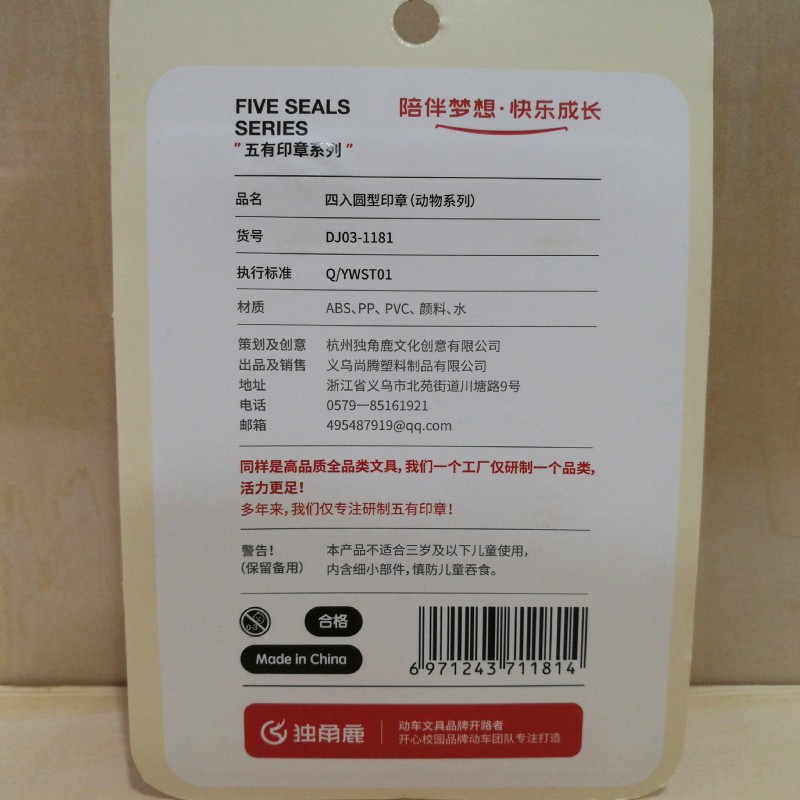 FIVE SEALS
SERIES
"五有印章系列"
陪伴梦想·快乐成长
品名 四入圆型印章(动物系列)
货号 DJ03-1181
执行标准 Q/YWST01
材质 ABS、PP、PVC、颜料、水
策划及创意 杭州独角鹿文化创意有限公司
出品及销售 义乌尚腾塑料制品有限公司
地址 浙江省义乌市北苑街道川塘路9号
电话 0579—85161921
邮箱 495487919@qq.com
同样是高品质全品类文具,我们一个工厂仅研制一个品类,
活力更足!
多年来,我们仅专注研制五有印章!
警告! 本产品不适合三岁及以下儿童使用,
(保留备用) 内含细小部件,慎防儿童吞食。
0-3
合格
Made in China
6 971243 711814
独角鹿
动车文具品牌开路者
开心校园品牌动车团队专注打造